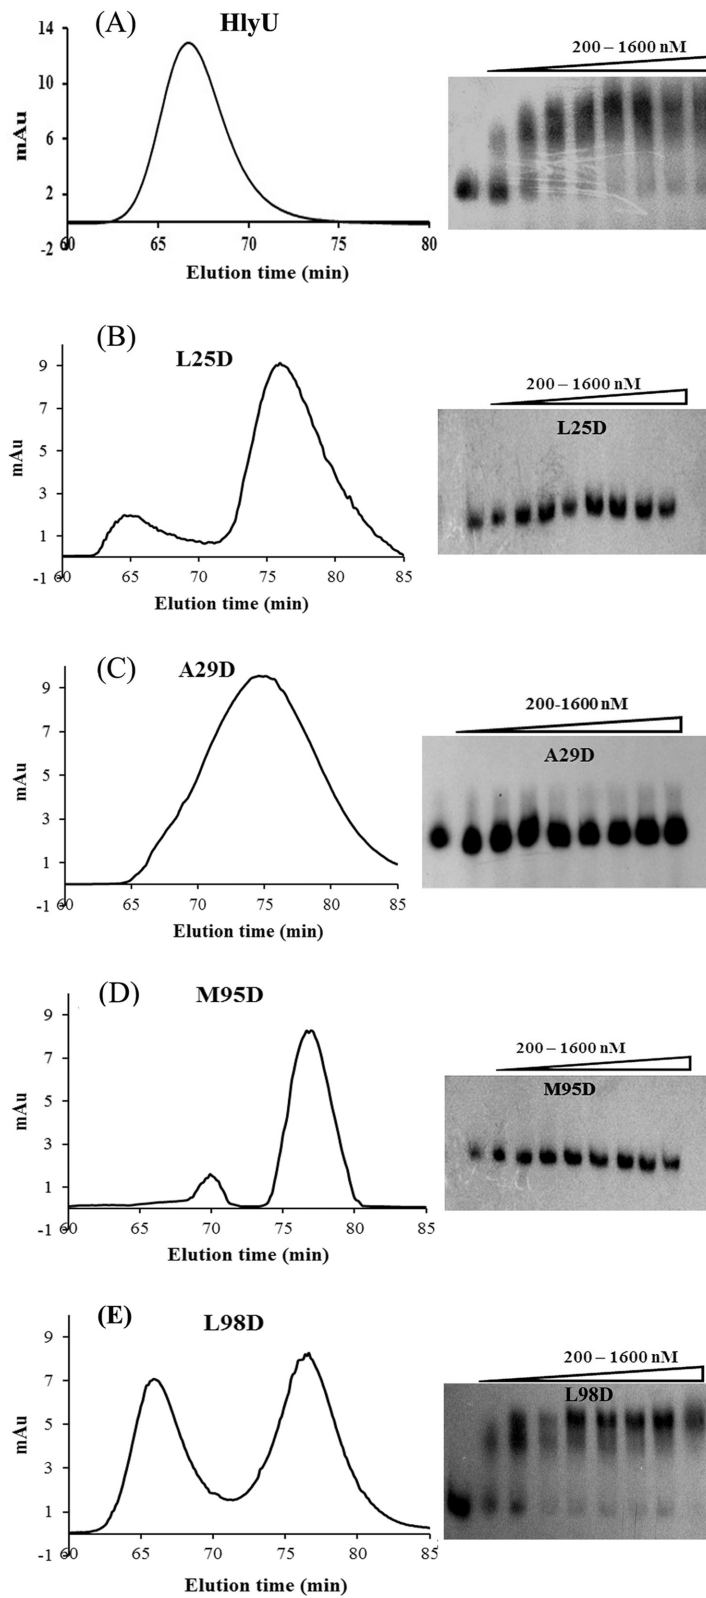 (A)
HlyU
200 – 1600 nM
14
10
6
2
-2
mAu
60 65 70 75 80
Elution time (min)
(B)
L25D
200 – 1600 nM
L25D
9
7
5
3
1
-1
mAu
60 65 70 75 80 85
Elution time (min)
(C)
A29D
200-1600 nM
A29D
9
7
5
3
1
-1
mAu
60 65 70 75 80 85
Elution time (min)
(D)
M95D
200 – 1600 nM
M95D
9
7
5
3
1
-1
mAu
60 65 70 75 80 85
Elution time (min)
(E)
L98D
200 – 1600 nM
L98D
9
7
5
3
1
-1
mAu
60 65 70 75 80 85
Elution time (min)